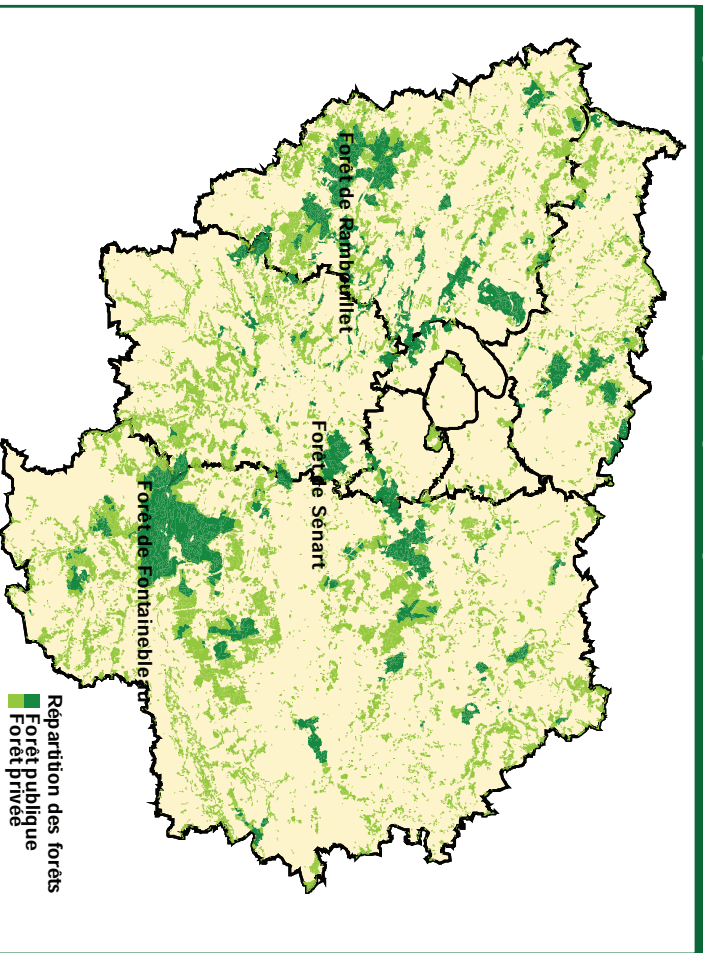 Forêt de Rambouillet
Forêt de Sénart
Forêt de Fontainebleau
Répartition des forêts
Forêt publique
Forêt privée